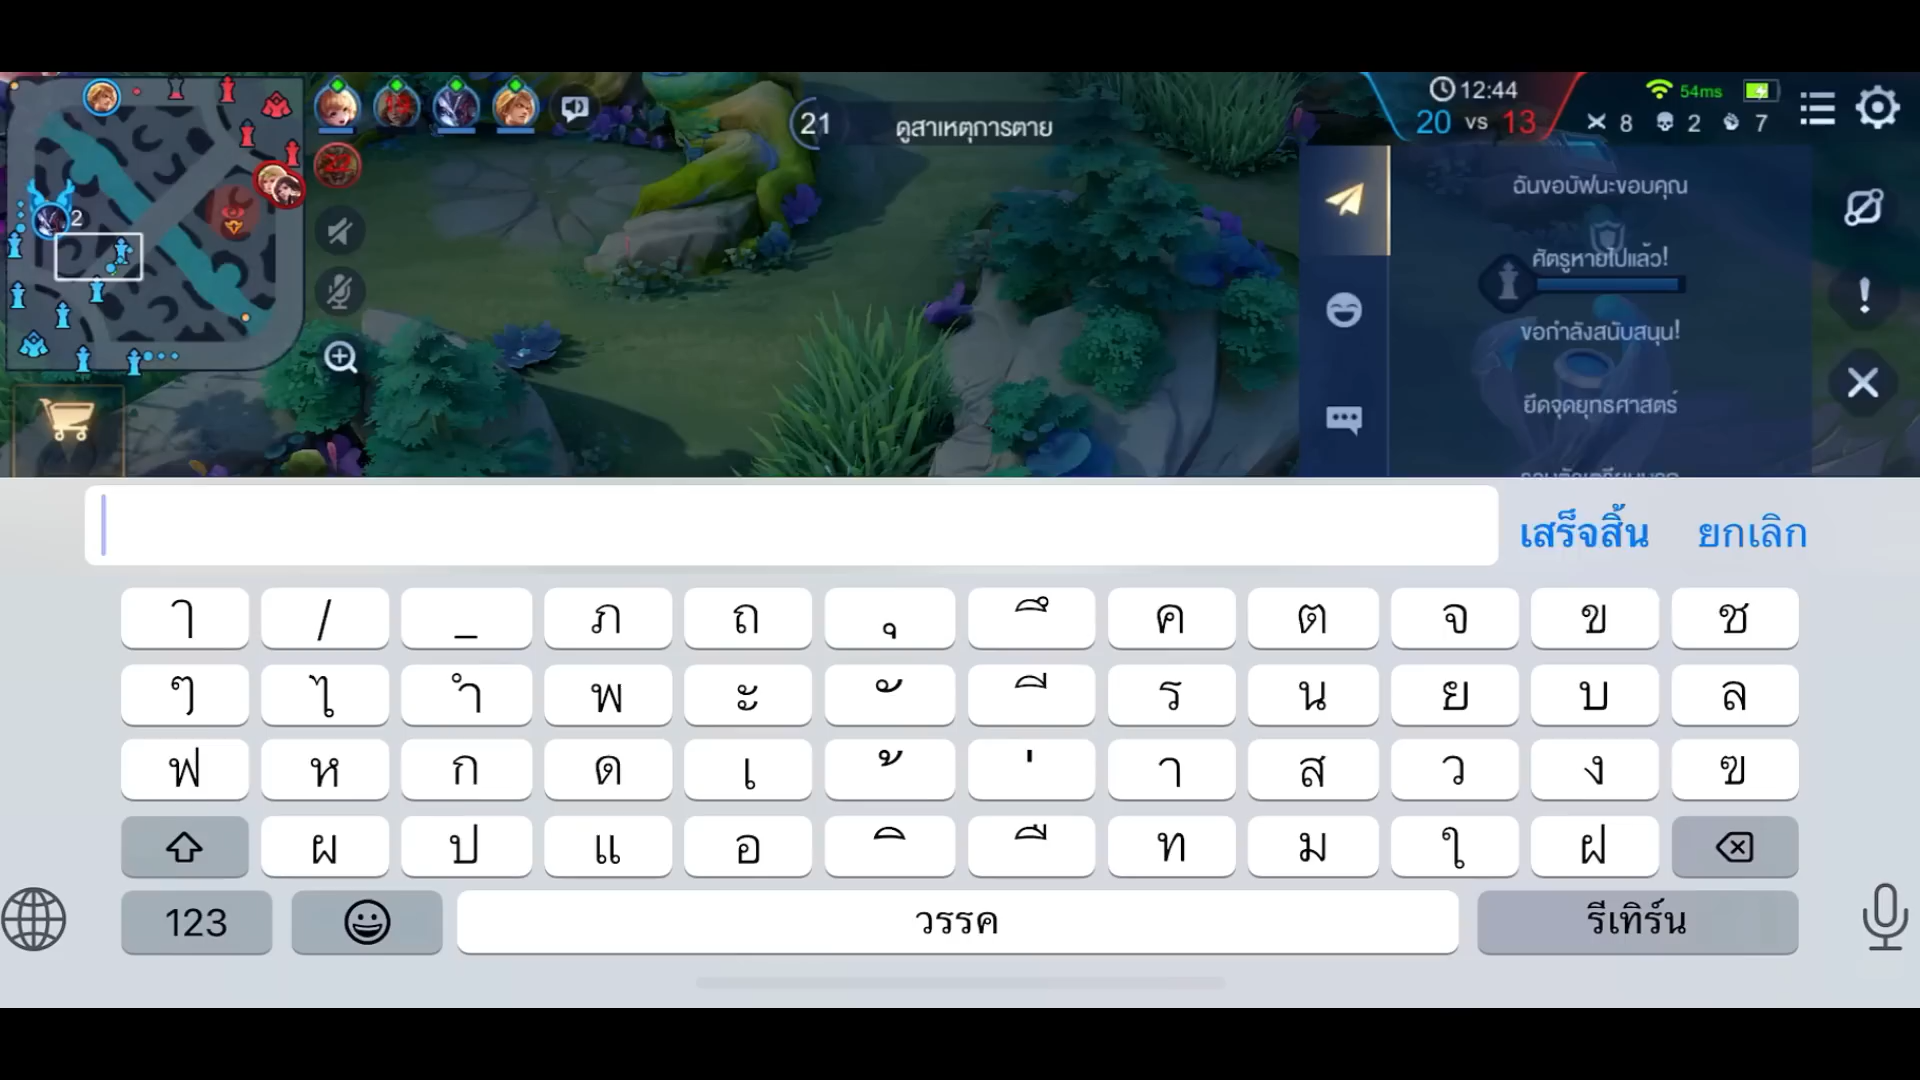 12:44
54ms
20 vs 13
8
2
7
21
ดูสาเหตุการตาย
2
ฉันขอบัฟนะขอบคุณ
ศัตรูหายไปแล้ว!
ขอกำลังสนับสนุน!
ยึดจุดยุทธศาสตร์
เสร็จสิ้น
ยกเลิก
ๅ / _ ภ ถ ุ ึ ค ต จ ข ช
ๆ ไ ำ พ ะ ั ี ร น ย บ ล
ฟ ห ก ด เ ้ ่ า ส ว ง ฃ
ผ ป แ อ ิ ื ท ม ใ ฝ
123
วรรค
รีเทิร์น